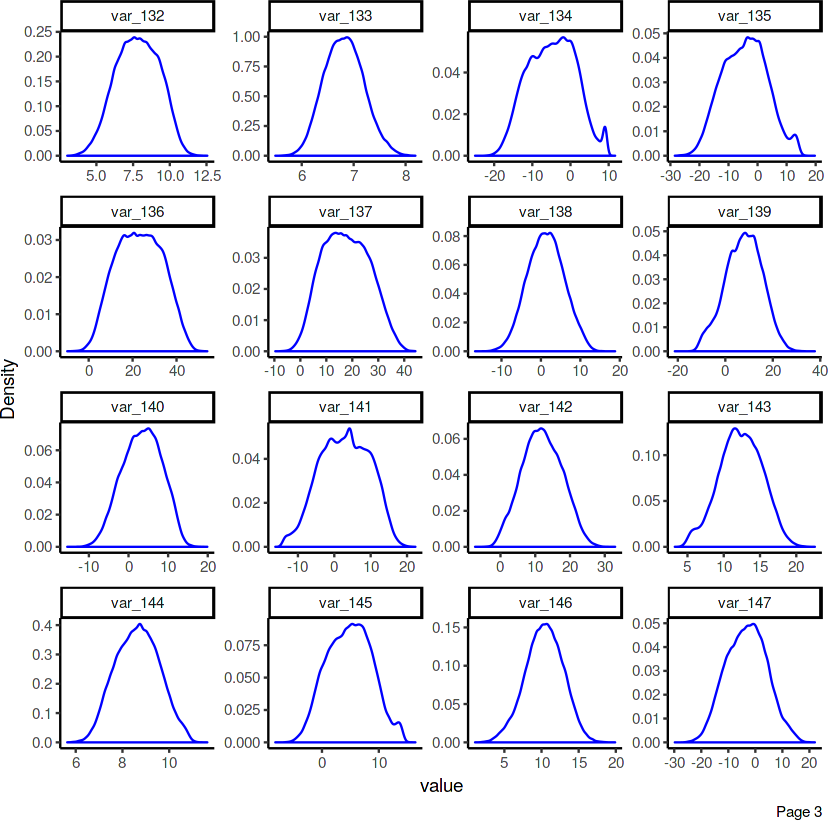 var_132 var_133 var_134 var_135
0.25 0.20 0.15 0.10 0.05 0.00
5.0 7.5 10.0 12.5
1.00 0.75 0.50 0.25 0.00
6 7 8
0.04 0.02 0.00
-20 -10 0 10
0.05 0.04 0.03 0.02 0.01 0.00
-30 -20 -10 0 10 20
var_136 var_137 var_138 var_139
0.03 0.02 0.01 0.00
0 20 40
0.03 0.02 0.01 0.00
-10 0 10 20 30 40
0.08 0.06 0.04 0.02 0.00
-10 0 10 20
0.05 0.04 0.03 0.02 0.01 0.00
-20 0 20 40
Density
var_140 var_141 var_142 var_143
0.06 0.04 0.02 0.00
-10 0 10 20
0.04 0.02 0.00
-10 0 10 20
0.06 0.04 0.02 0.00
0 10 20 30
0.10 0.05 0.00
5 10 15 20
var_144 var_145 var_146 var_147
0.4 0.3 0.2 0.1 0.0
6 8 10
0.075 0.050 0.025 0.000
0 10
0.15 0.10 0.05 0.00
5 10 15 20
0.05 0.04 0.03 0.02 0.01 0.00
-30 -20 -10 0 10 20
value
Page 3